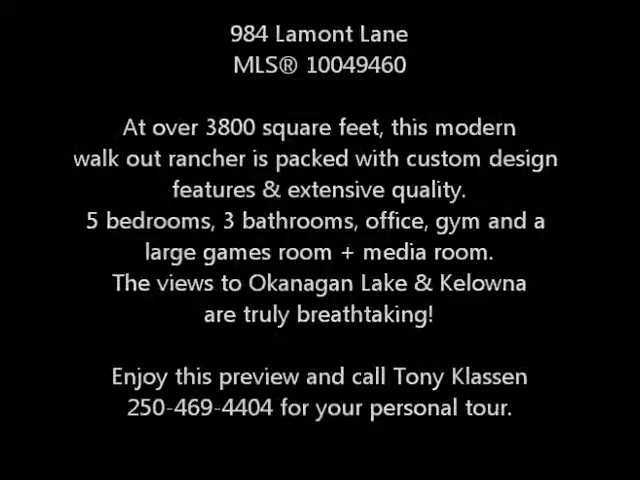 984 Lamont Lane
MLS® 10049460
At over 3800 square feet, this modern
walk out rancher is packed with custom design
features & extensive quality.
5 bedrooms, 3 bathrooms, office, gym and a
large games room + media room.
The views to Okanagan Lake & Kelowna
are truly breathtaking!
Enjoy this preview and call Tony Klassen
250-469-4404 for your personal tour.